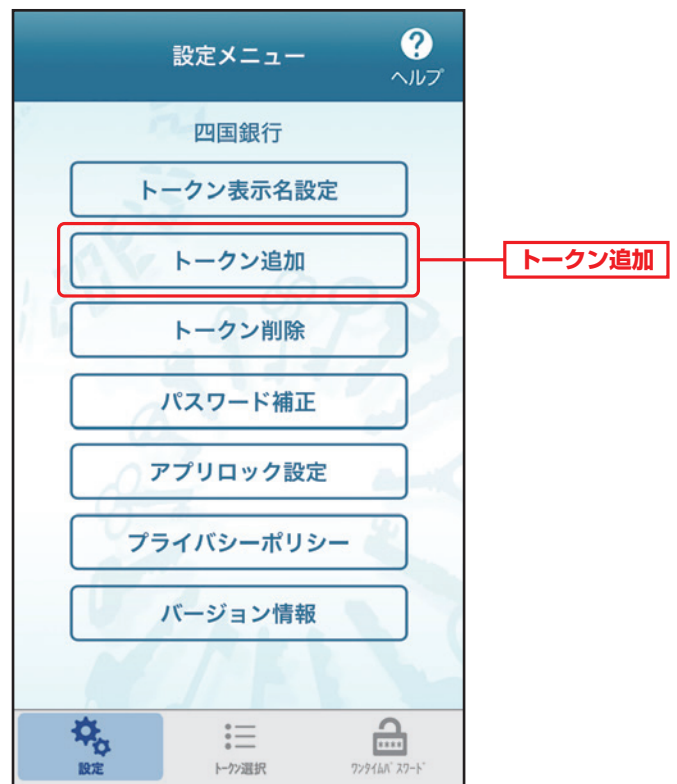 設定メニュー
?
ヘルプ
四国銀行
トークン表示名設定
トークン追加
トークン追加
トークン削除
パスワード補正
アプリロック設定
プライバシーポリシー
バージョン情報
設定
トークン選択
ワンタイムパスワード